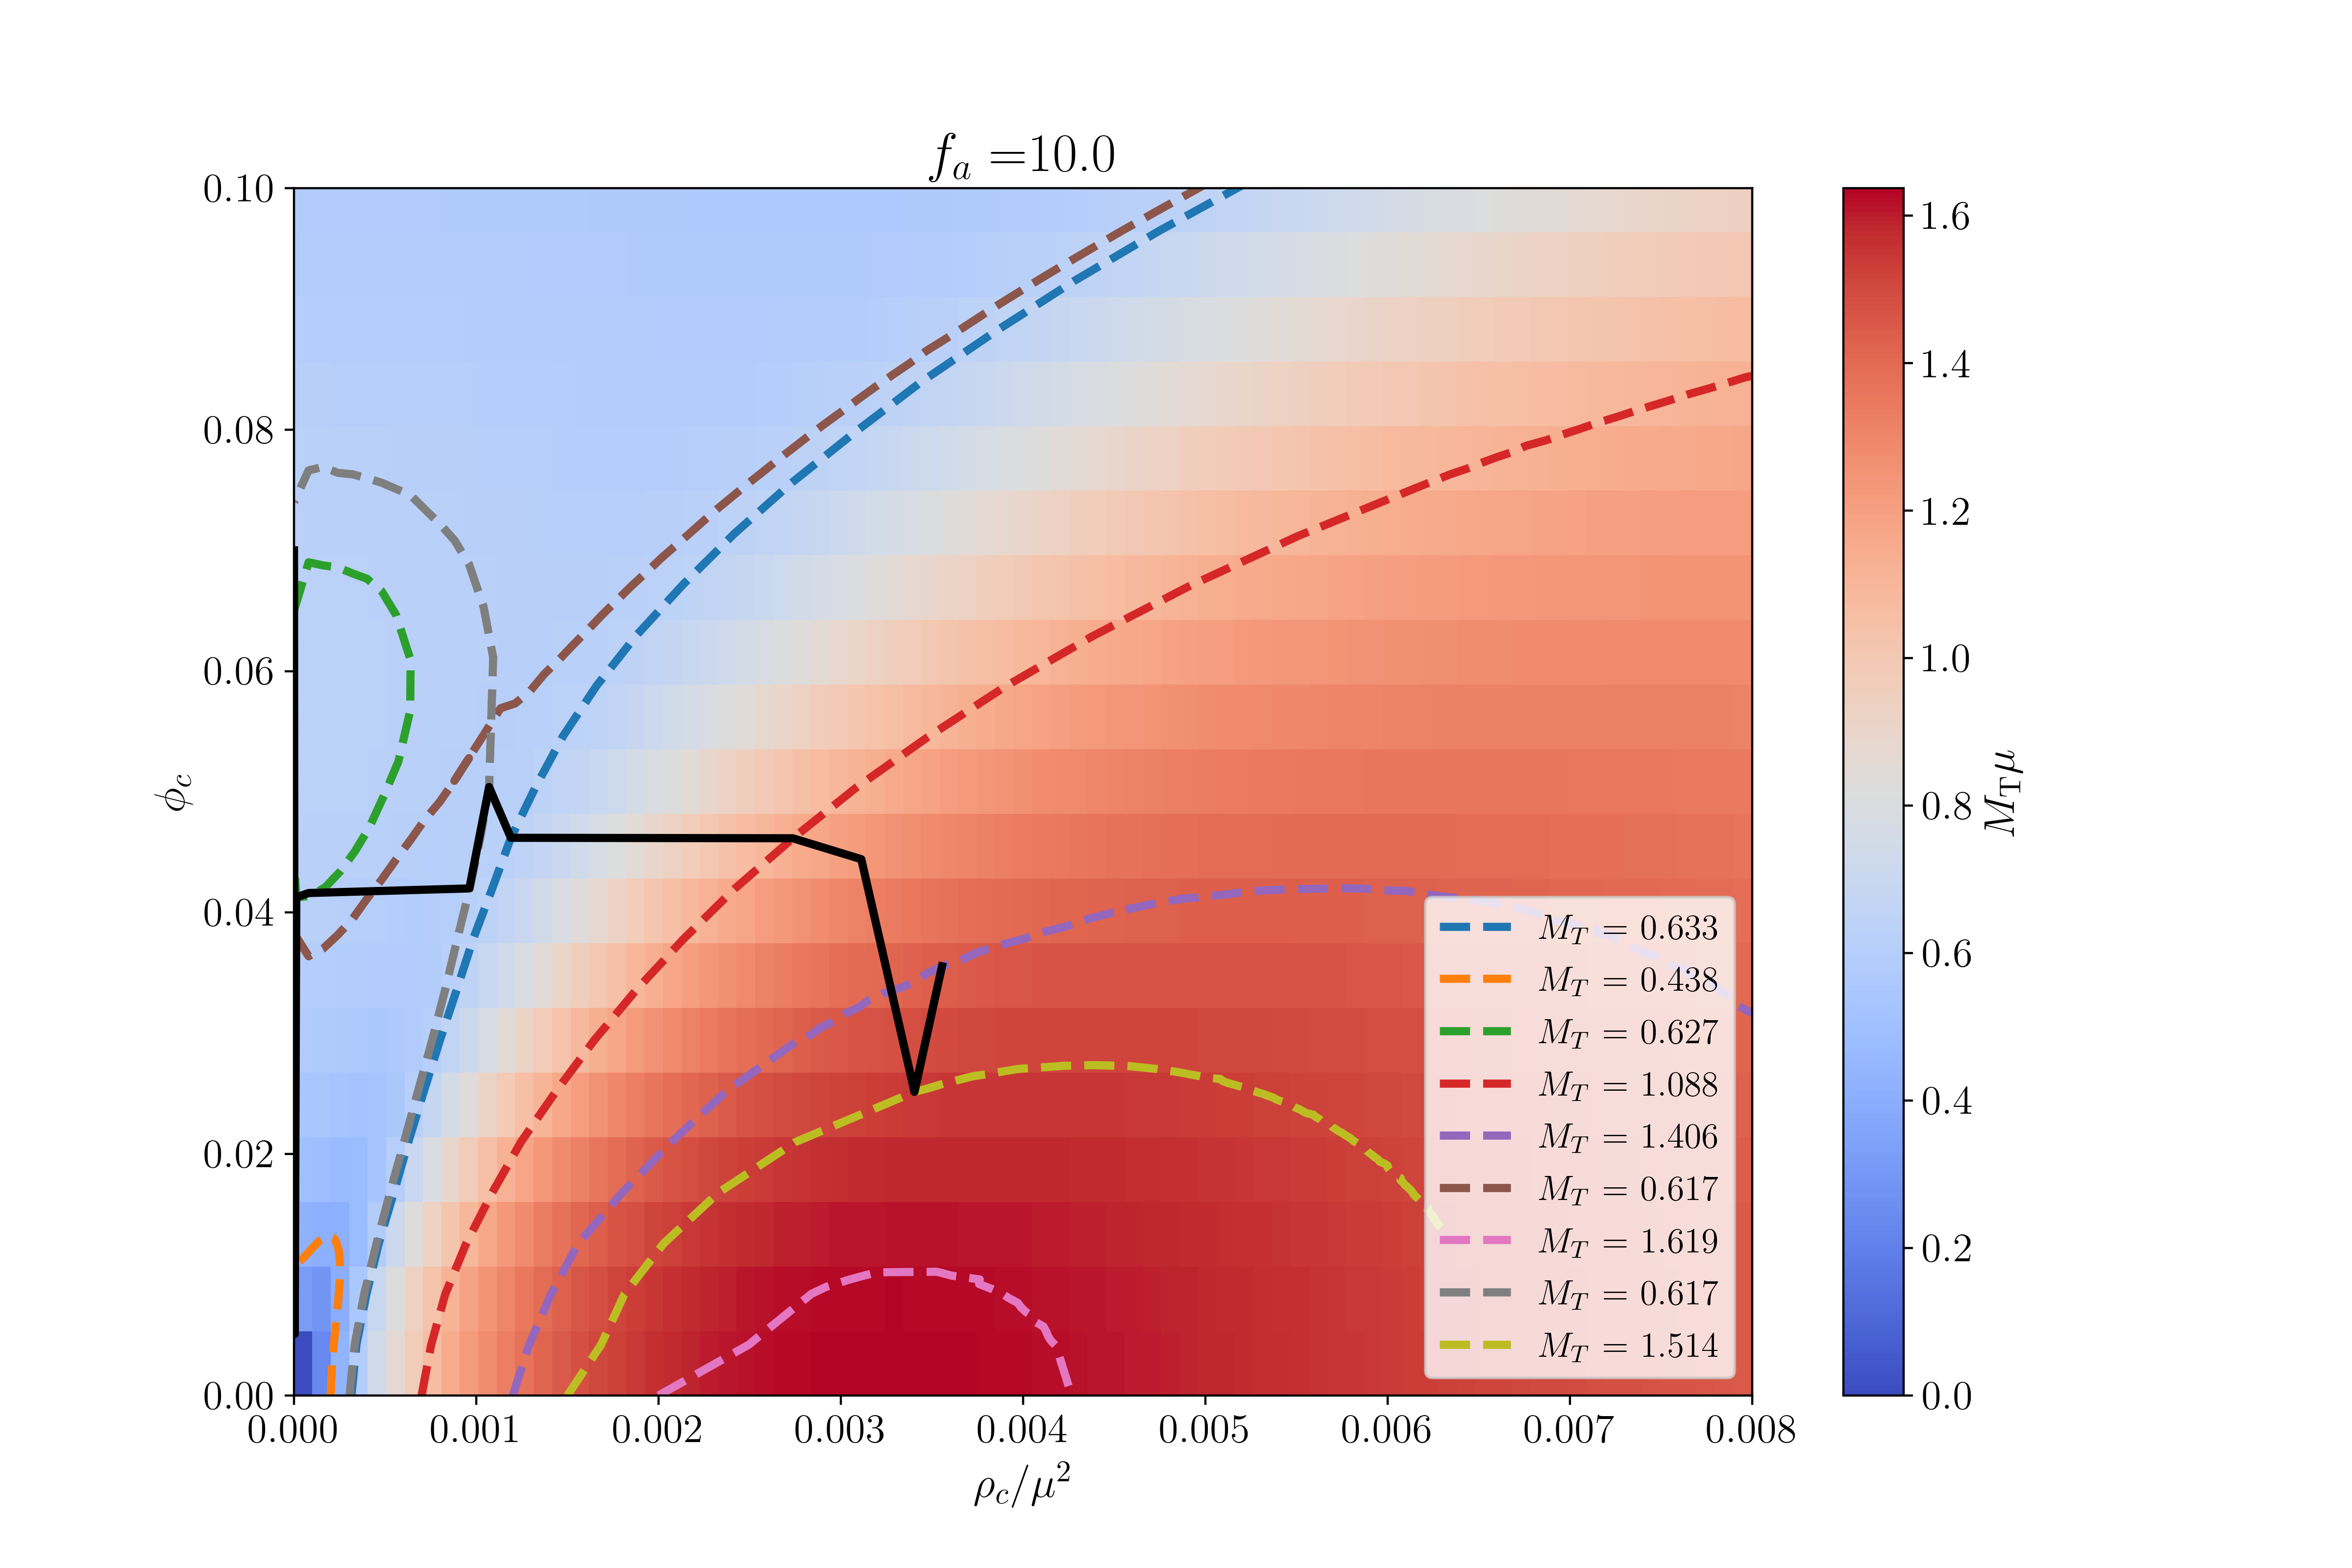 f_a = 10.0
0.10
0.08
0.06
0.04
0.02
0.00
ϕ_c
0.000 0.001 0.002 0.003 0.004 0.005 0.006 0.007 0.008
ρ_c/μ²
M_T = 0.633
M_T = 0.438
M_T = 0.627
M_T = 1.088
M_T = 1.406
M_T = 0.617
M_T = 1.619
M_T = 0.617
M_T = 1.514
1.6
1.4
1.2
1.0
0.8
0.6
0.4
0.2
0.0
M_T μ